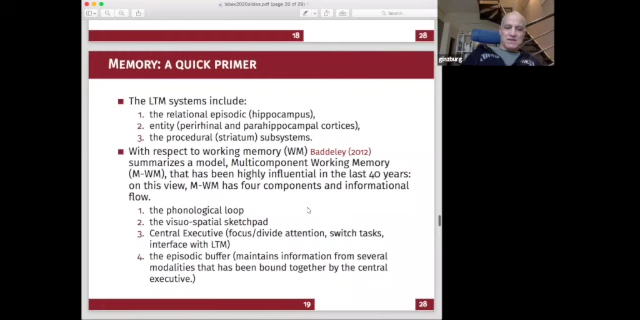 (page 20 of 29)
Search
18
28
MEMORY: A QUICK PRIMER
The LTM systems include:
1. the relational episodic (hippocampus),
2. entity (perirhinal and parahippocampal cortices),
3. the procedural (striatum) subsystems.
With respect to working memory (WM) Baddeley (2012)
summarizes a model, Multicomponent Working Memory
(M-WM), that has been highly influential in the last 40 years:
on this view, M-WM has four components and informational
flow.
1. the phonological loop
2. the visuo-spatial sketchpad
3. Central Executive (focus/divide attention, switch tasks,
interface with LTM)
4. the episodic buffer (maintains information from several
modalities that has been bound together by the central
executive.)
19
28
ginzburg